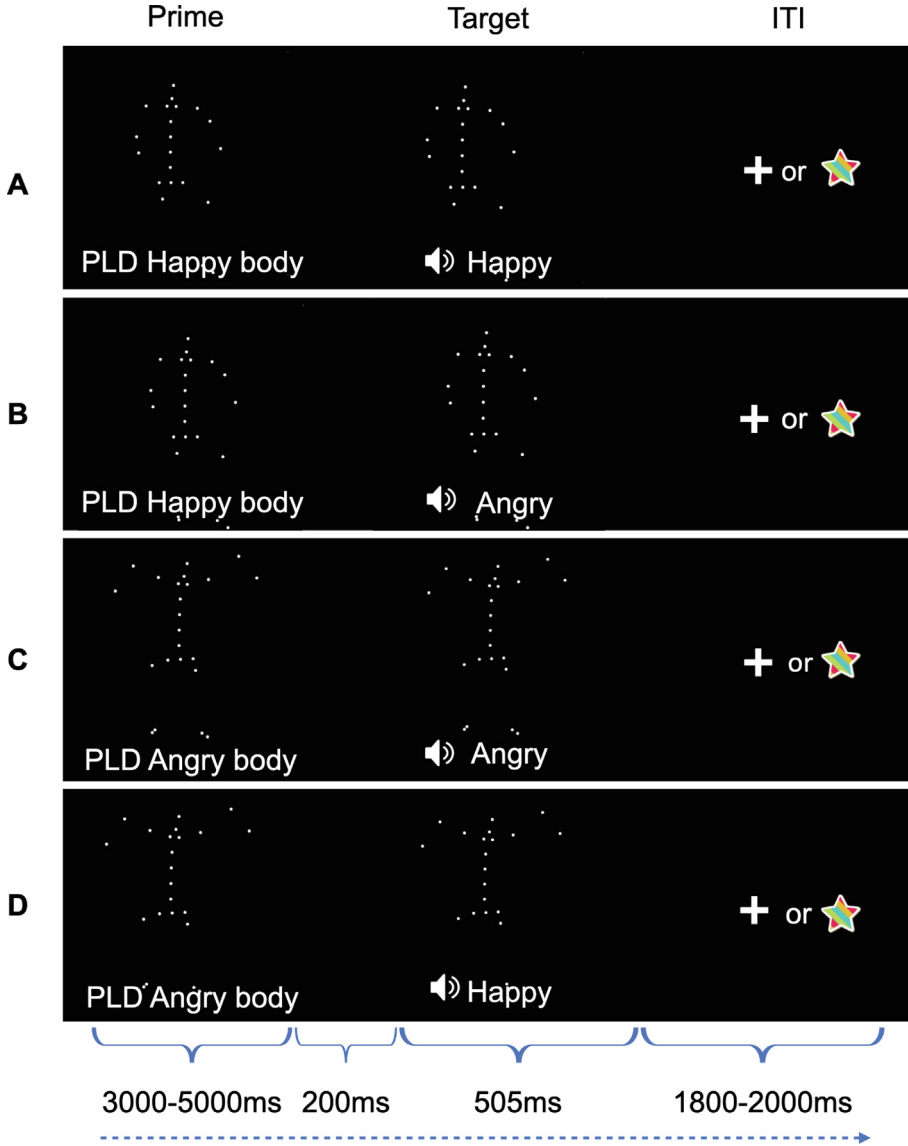 Prime Target ITI
A
PLD Happy body Happy + or
B
PLD Happy body Angry + or
C
PLD Angry body Angry + or
D
PLD Angry body Happy + or
3000-5000ms 200ms 505ms 1800-2000ms